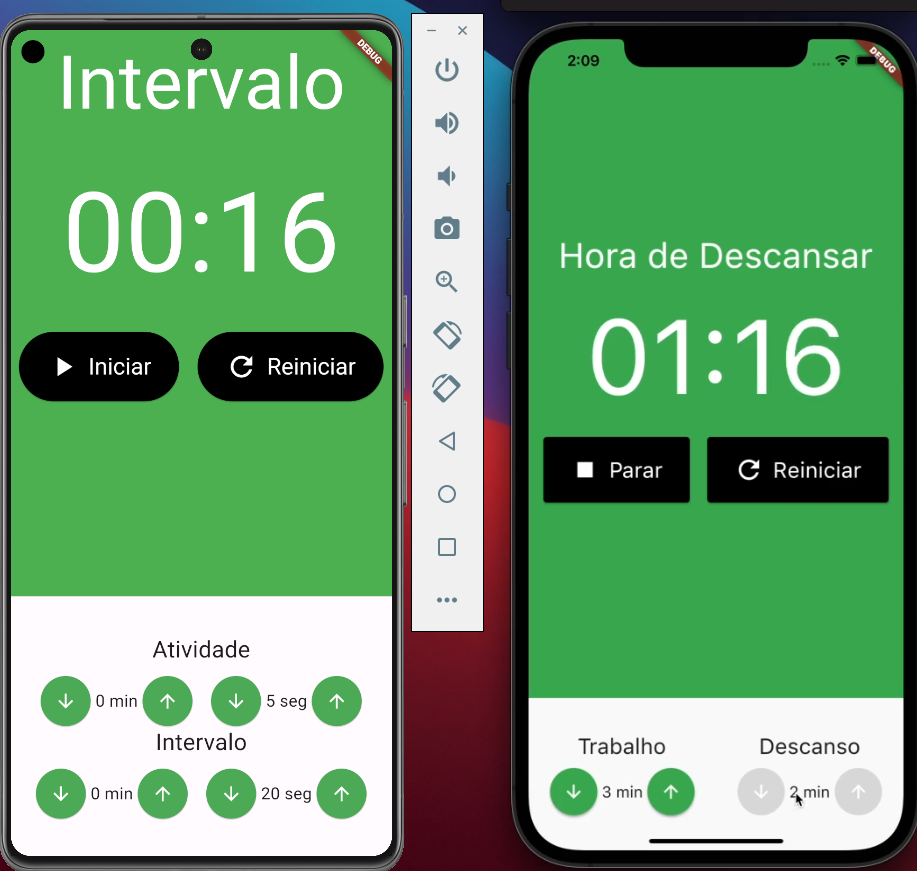 DEBUG
Intervalo
00:16
Iniciar
Reiniciar
Atividade
0 min
5 seg
Intervalo
0 min
20 seg
2:09
DEBUG
Hora de Descansar
01:16
Parar
Reiniciar
Trabalho
Descanso
3 min
2 min